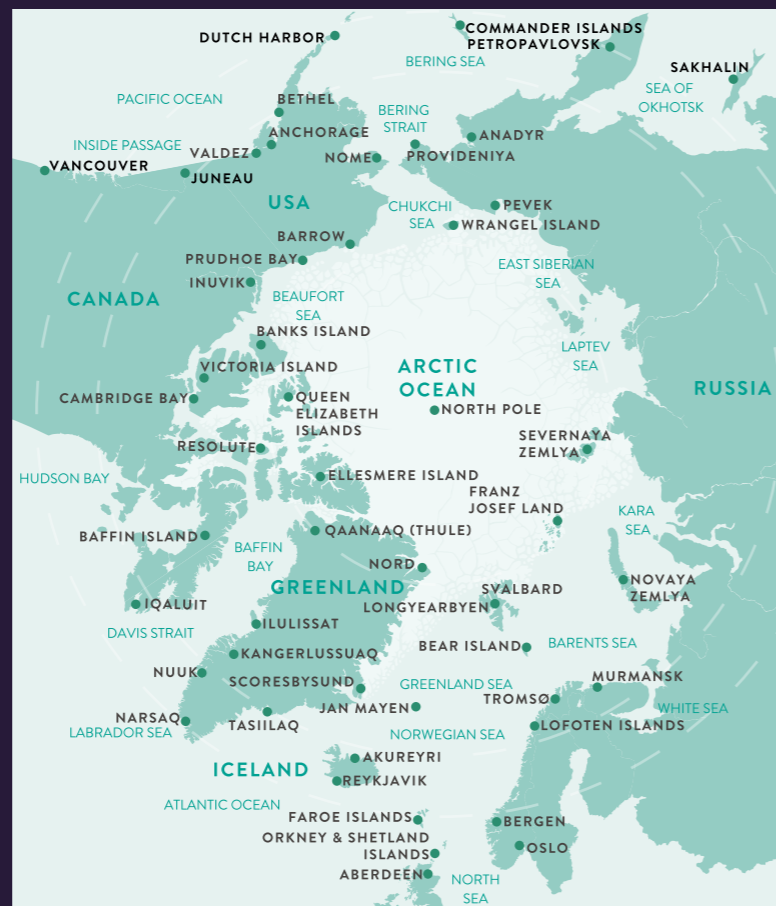 DUTCH HARBOR
COMMANDER ISLANDS
PETROPAVLOVSK
BERING SEA
SAKHALIN
SEA OF
OKHOTSK
PACIFIC OCEAN
BETHEL
BERING
STRAIT
ANCHORAGE
ANADYR
INSIDE PASSAGE
VALDEZ
NOME
PROVIDENIYA
VANCOUVER
JUNEAU
USA
CHUKCHI
SEA
PEVEK
WRANGEL ISLAND
BARROW
PRUDHOE BAY
EAST SIBERIAN
SEA
INUVIK
CANADA
BEAUFORT
SEA
BANKS ISLAND
LAPTEV
SEA
VICTORIA ISLAND
ARCTIC
OCEAN
RUSSIA
CAMBRIDGE BAY
QUEEN
ELIZABETH
ISLANDS
NORTH POLE
RESOLUTE
SEVERNAYA
ZEMLYA
HUDSON BAY
ELLESMERE ISLAND
FRANZ
JOSEF LAND
KARA
SEA
BAFFIN ISLAND
QAANAAQ (THULE)
BAFFIN
BAY
NORD
GREENLAND
SVALBARD
LONGYEARBYEN
NOVAYA
ZEMLYA
IQALUIT
ILULISSAT
DAVIS STRAIT
BEAR ISLAND
BARENTS SEA
KANGERLUSSUAQ
NUUK
SCORESBYSUND
GREENLAND SEA
MURMANSK
TROMSØ
JAN MAYEN
WHITE SEA
NARSAQ
LABRADOR SEA
TASIILAQ
NORWEGIAN SEA
LOFOTEN ISLANDS
ICELAND
AKUREYRI
REYKJAVIK
ATLANTIC OCEAN
FAROE ISLANDS
BERGEN
ORKNEY & SHETLAND
ISLANDS
OSLO
ABERDEEN
NORTH
SEA